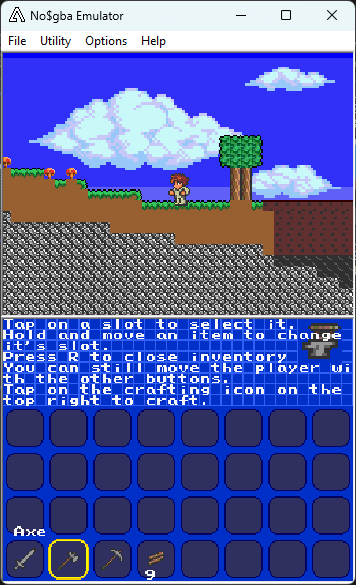 No$gba Emulator
File Utility Options Help
Tap on a slot to select it.
Hold and move an item to change
it's slot.
Press R to close inventory
You can still move the player wi
th the other buttons.
Tap on the crafting icon on the
top right to craft.
Axe
9